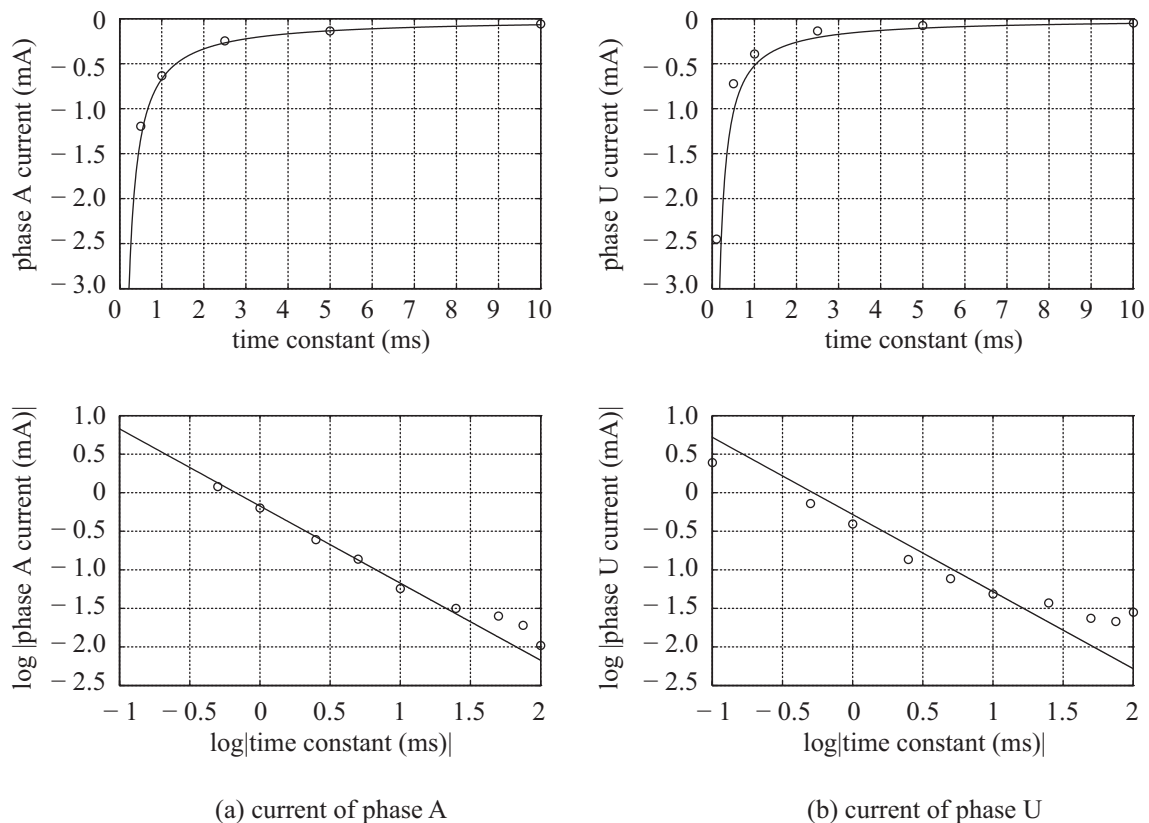 0
− 0.5
− 1.0
− 1.5
− 2.0
− 2.5
− 3.0
phase A current (mA)
0 1 2 3 4 5 6 7 8 9 10
time constant (ms)
0
− 0.5
− 1.0
− 1.5
− 2.0
− 2.5
− 3.0
phase U current (mA)
0 1 2 3 4 5 6 7 8 9 10
time constant (ms)
1.0
0.5
0
− 0.5
− 1.0
− 1.5
− 2.0
− 2.5
log |phase A current (mA)|
− 1 − 0.5 0 0.5 1 1.5 2
log|time constant (ms)|
1.0
0.5
0
− 0.5
− 1.0
− 1.5
− 2.0
− 2.5
log |phase U current (mA)|
− 1 − 0.5 0 0.5 1 1.5 2
log|time constant (ms)|
(a) current of phase A
(b) current of phase U